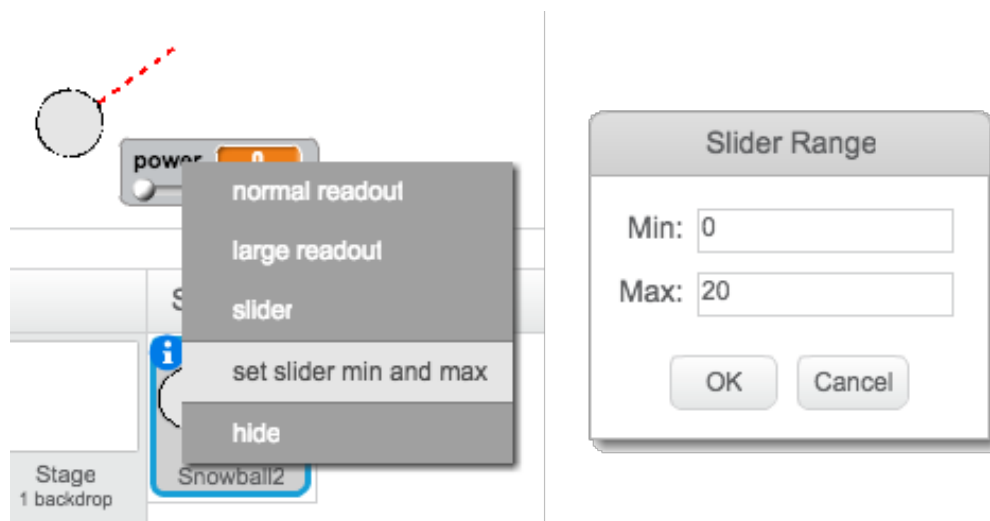 power 0
normal readout
large readout
slider
set slider min and max
hide
Stage
1 backdrop
Snowball2
Slider Range
Min: 0
Max: 20
OK Cancel